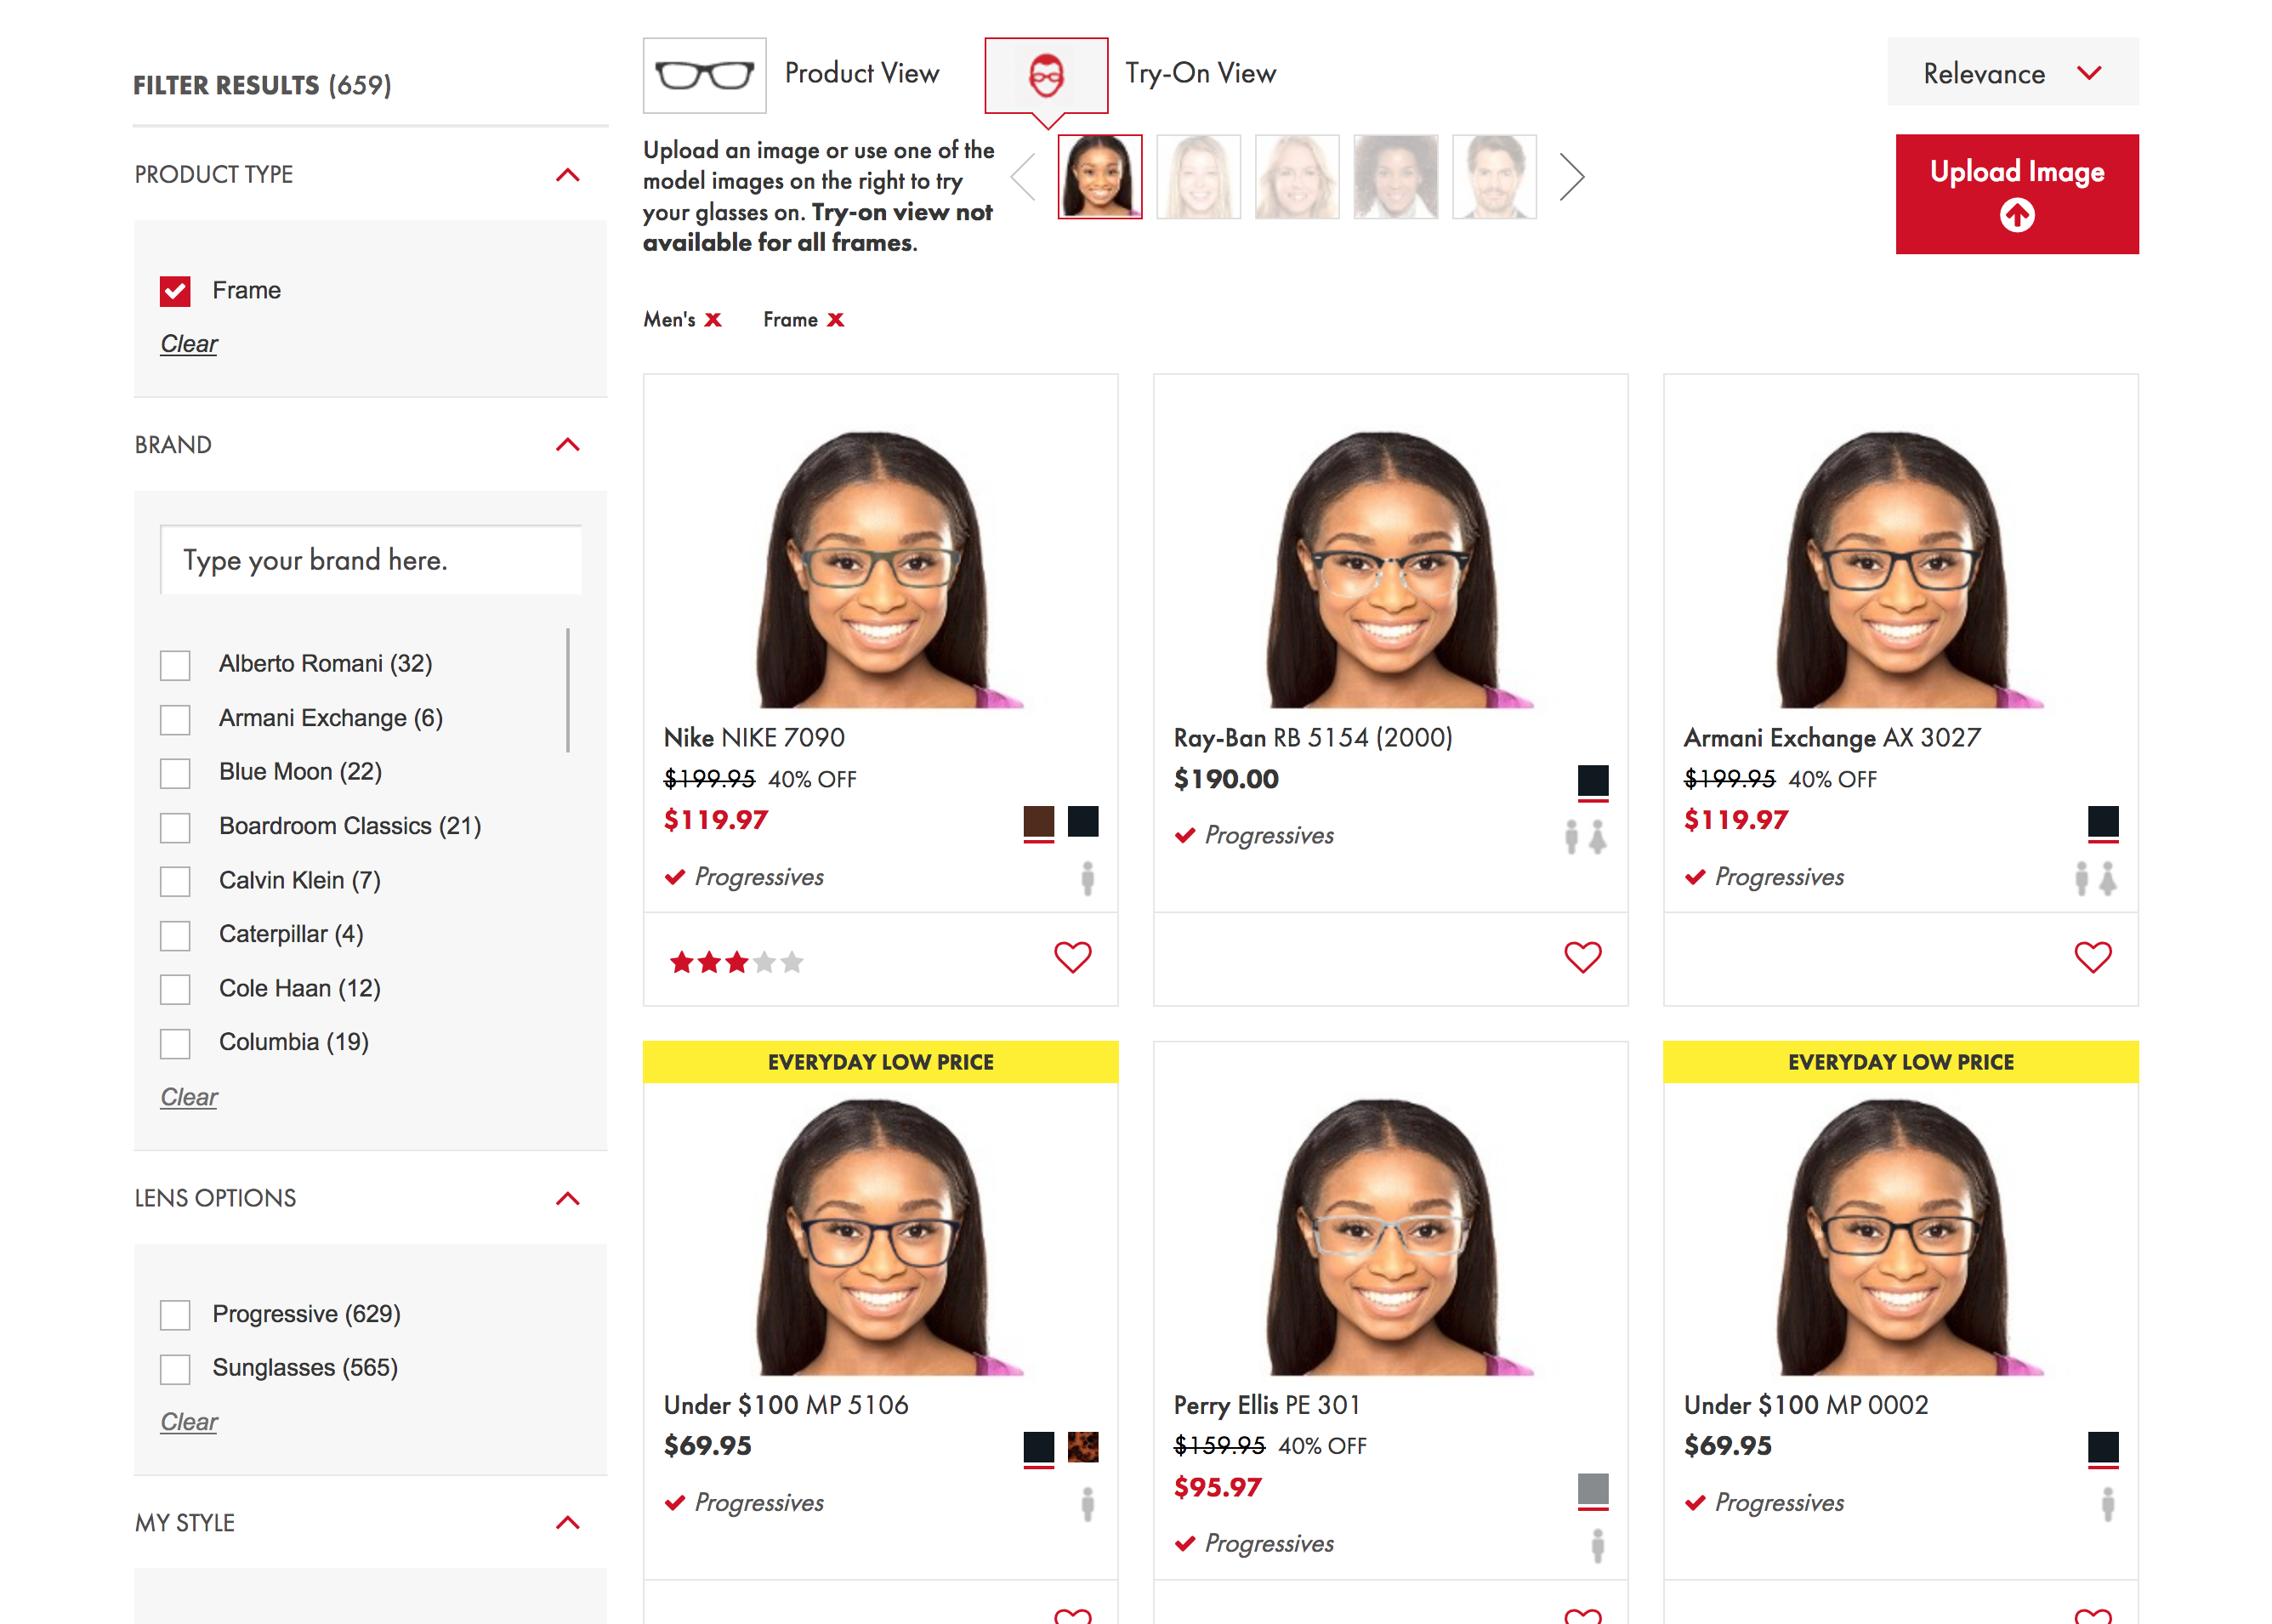 FILTER RESULTS (659)
PRODUCT TYPE
Frame
Clear
BRAND
Type your brand here.
Alberto Romani (32)
Armani Exchange (6)
Blue Moon (22)
Boardroom Classics (21)
Calvin Klein (7)
Caterpillar (4)
Cole Haan (12)
Columbia (19)
Clear
LENS OPTIONS
Progressive (629)
Sunglasses (565)
Clear
MY STYLE
Product View
Try-On View
Relevance
Upload an image or use one of the
model images on the right to try
your glasses on. Try-on view not
available for all frames.
Upload Image
Men's x
Frame x
Nike NIKE 7090
$199.95 40% OFF
$119.97
Progressives
Ray-Ban RB 5154 (2000)
$190.00
Progressives
Armani Exchange AX 3027
$199.95 40% OFF
$119.97
Progressives
EVERYDAY LOW PRICE
Under $100 MP 5106
$69.95
Progressives
Perry Ellis PE 301
$159.95 40% OFF
$95.97
Progressives
EVERYDAY LOW PRICE
Under $100 MP 0002
$69.95
Progressives